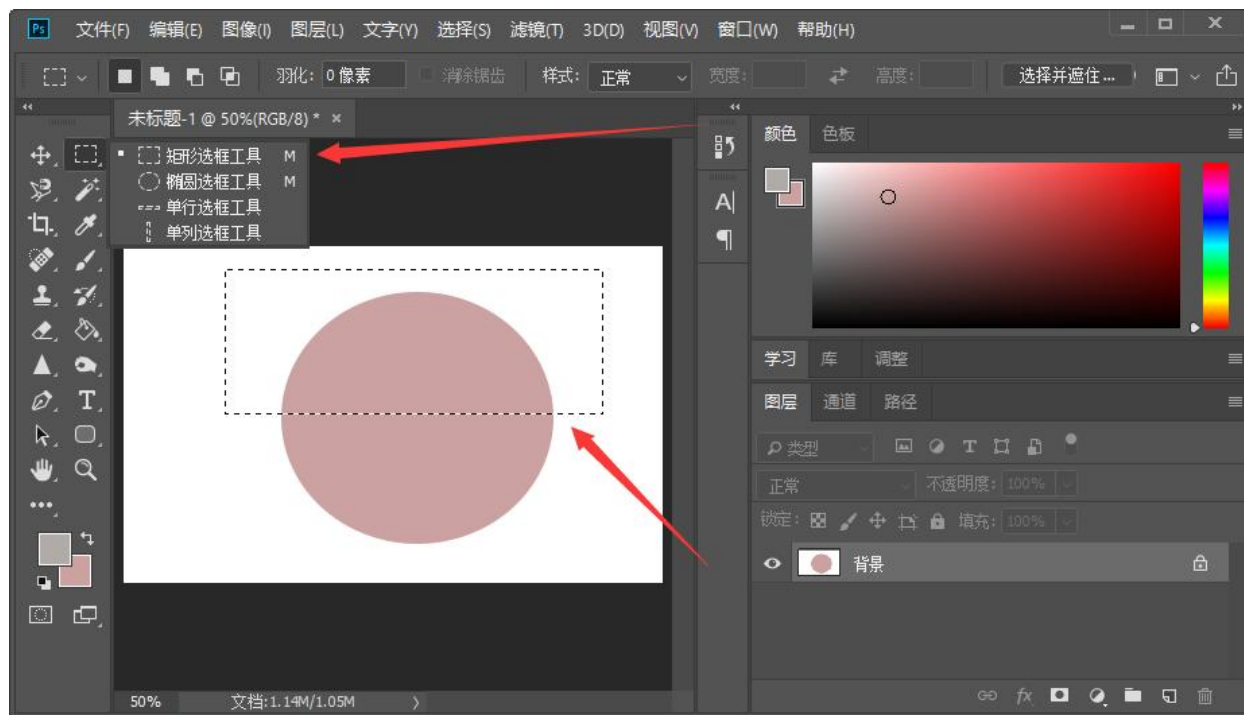 Ps 文件(F) 编辑(E) 图像(I) 图层(L) 文字(Y) 选择(S) 滤镜(T) 3D(D) 视图(V) 窗口(W) 帮助(H)
羽化: 0 像素 消除锯齿 样式: 正常 宽度: 高度: 选择并遮住 ...
未标题-1 @ 50%(RGB/8) * ×
矩形选框工具 M
椭圆选框工具 M
单行选框工具
单列选框工具
颜色 色板
学习 库 调整
图层 通道 路径
类型
正常 不透明度: 100%
锁定: 填充: 100%
背景
fx
50% 文档:1.14M/1.05M